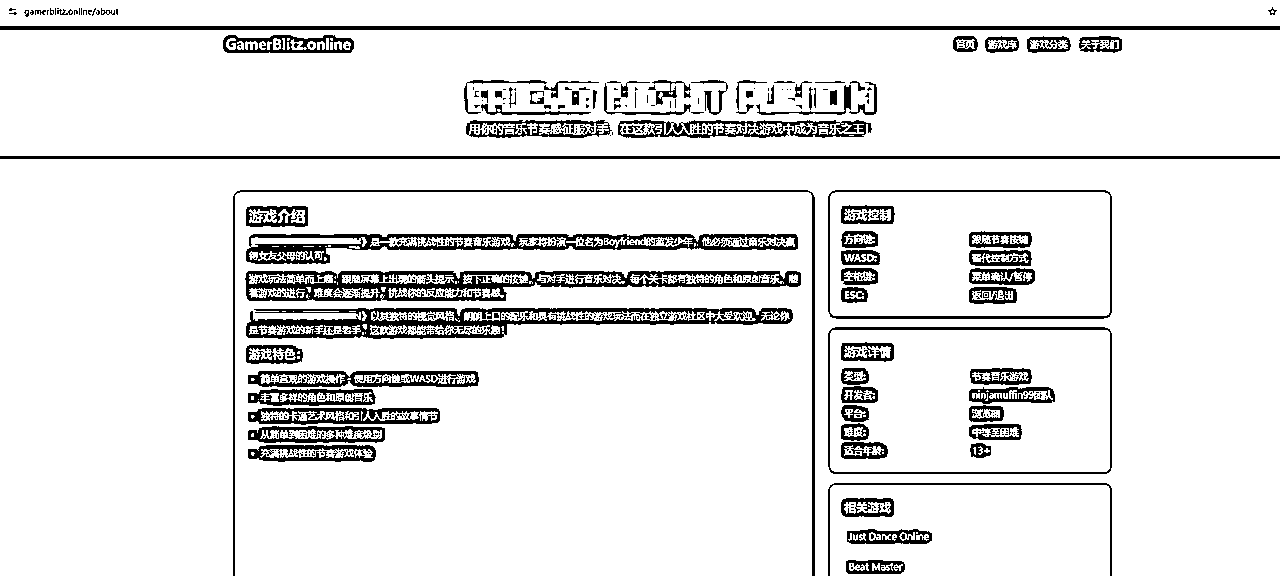 gamerblitz.online/about
GamerBlitz.online
首页 游戏库 游戏分类 关于我们
用你的音乐节奏感征服对手，在这款引人入胜的节奏对决游戏中成为音乐之王！
游戏介绍
》是一款充满挑战性的节奏音乐游戏，玩家将扮演一位名为Boyfriend的蓝发少年，他必须通过音乐对决赢
得女友父母的认可。
游戏玩法简单而上瘾：跟随屏幕上出现的箭头提示，按下正确的按键，与对手进行音乐对决。每个关卡都有独特的角色和原创音乐，随
着游戏的进行，难度会逐渐提升，挑战你的反应能力和节奏感。
》以其独特的视觉风格、朗朗上口的配乐和具有挑战性的游戏玩法而在独立游戏社区中大受欢迎。无论你
是节奏游戏的新手还是老手，这款游戏都能带给你无尽的乐趣！
游戏特色：
• 简单直观的游戏操作：使用方向键或WASD进行游戏
• 丰富多样的角色和原创音乐
• 独特的卡通艺术风格和引人入胜的故事情节
• 从简单到困难的多种难度级别
• 充满挑战性的节奏游戏体验
游戏控制
方向键: 跟随节奏按键
WASD: 替代控制方式
空格键: 菜单确认/暂停
ESC: 返回/退出
游戏详情
类型: 节奏音乐游戏
开发者: ninjamuffin99团队
平台: 浏览器
难度: 中等至困难
适合年龄: 13+
相关游戏
Just Dance Online
Beat Master